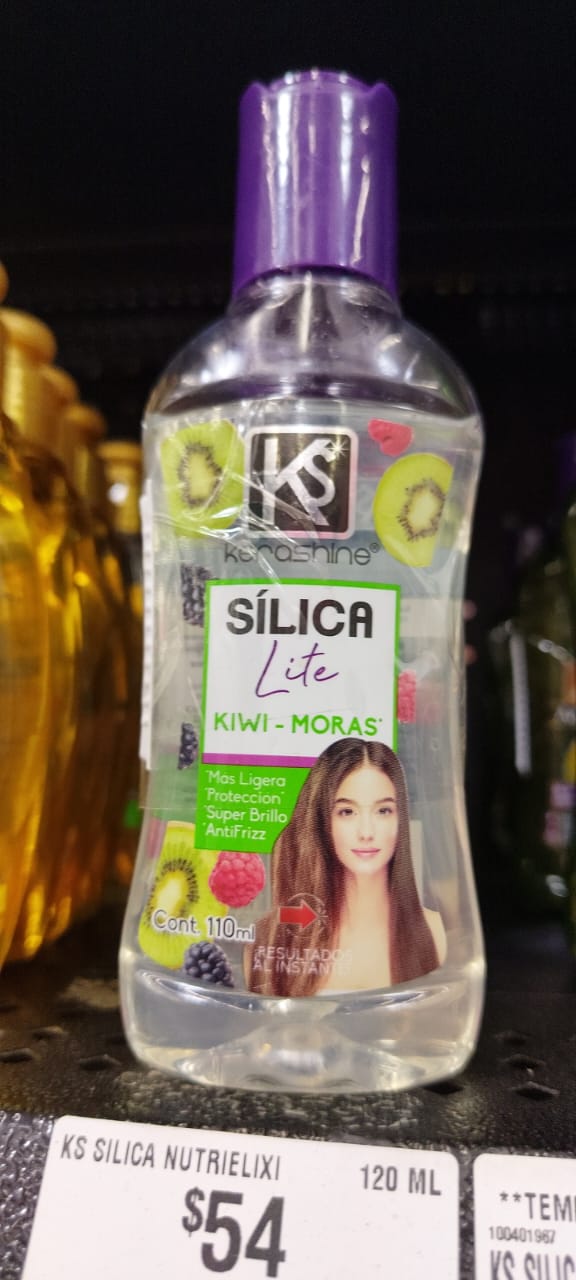 KS
kerashine®
SÍLICA
Lite
KIWI - MORAS*
*Más Ligera
*Proteccion*
*Super Brillo
*AntiFrizz
Cont. 110ml
RESULTADOS
AL INSTANTE
KS SILICA NUTRIELIXI
120 ML
$54
**TEM
100401967
KS SILIC